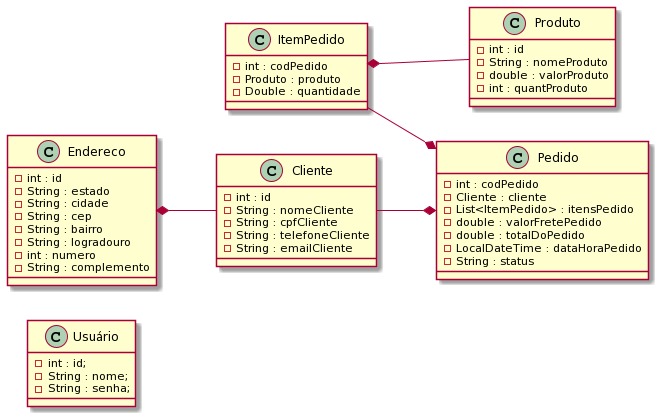 C ItemPedido
int : codPedido
Produto : produto
Double : quantidade
C Produto
int : id
String : nomeProduto
double : valorProduto
int : quantProduto
C Endereco
int : id
String : estado
String : cidade
String : cep
String : bairro
String : logradouro
int : numero
String : complemento
C Cliente
int : id
String : nomeCliente
String : cpfCliente
String : telefoneCliente
String : emailCliente
C Pedido
int : codPedido
Cliente : cliente
List<ItemPedido> : itensPedido
double : valorFretePedido
double : totalDoPedido
LocalDateTime : dataHoraPedido
String : status
C Usuário
int : id;
String : nome;
String : senha;